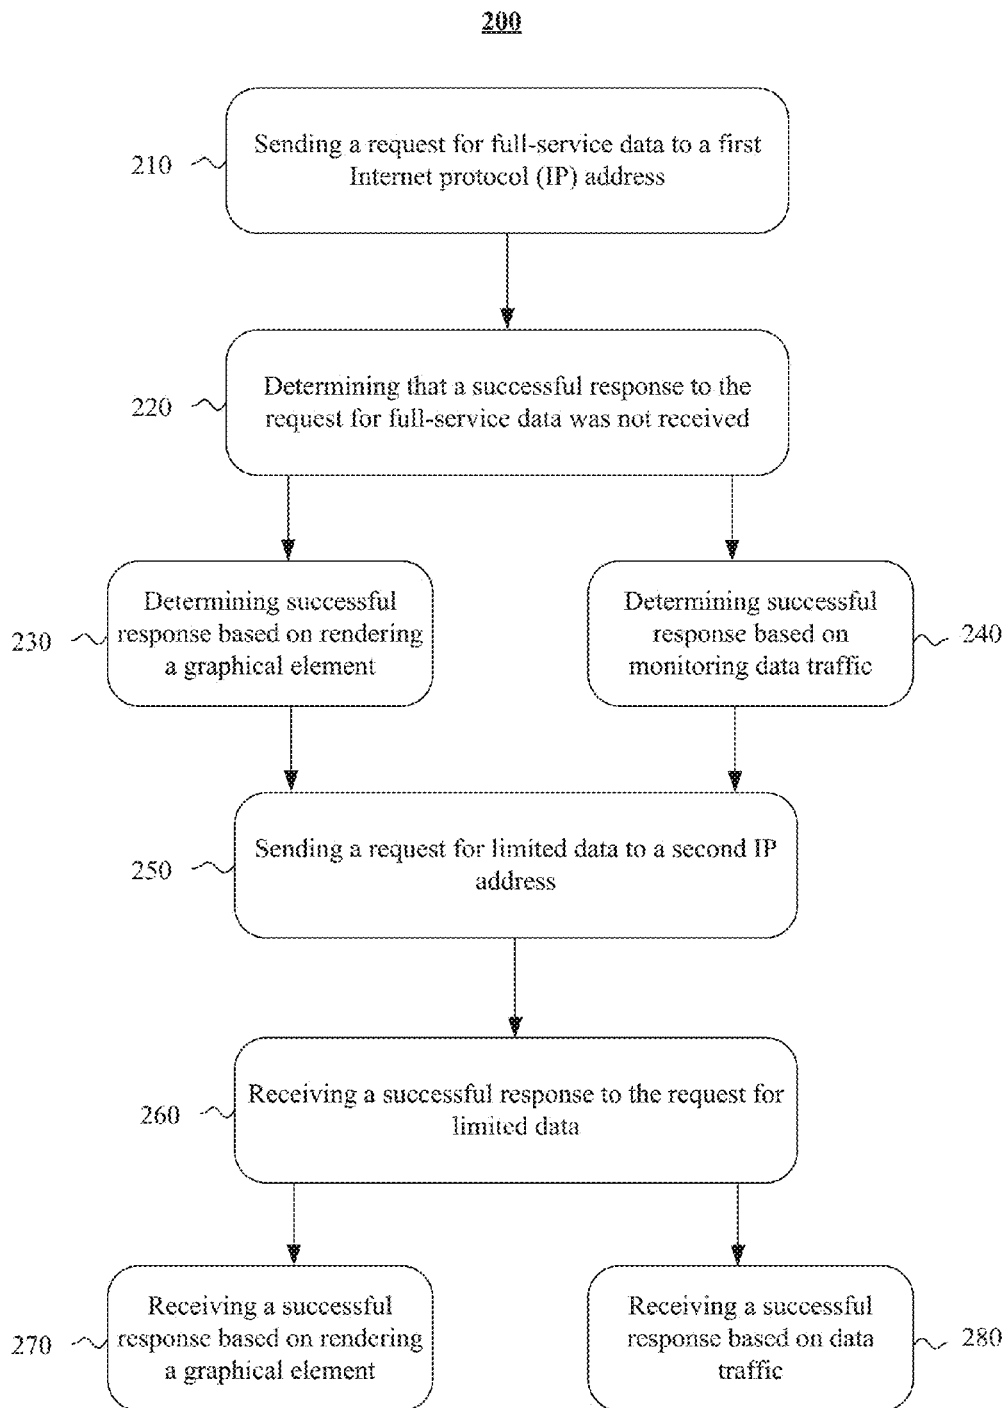 200
210
Sending a request for full-service data to a first
Internet protocol (IP) address
220
Determining that a successful response to the
request for full-service data was not received
230
Determining successful
response based on rendering
a graphical element
Determining successful
response based on
monitoring data traffic
240
250
Sending a request for limited data to a second IP
address
260
Receiving a successful response to the request for
limited data
270
Receiving a successful
response based on rendering
a graphical element
Receiving a successful
response based on data
traffic
280